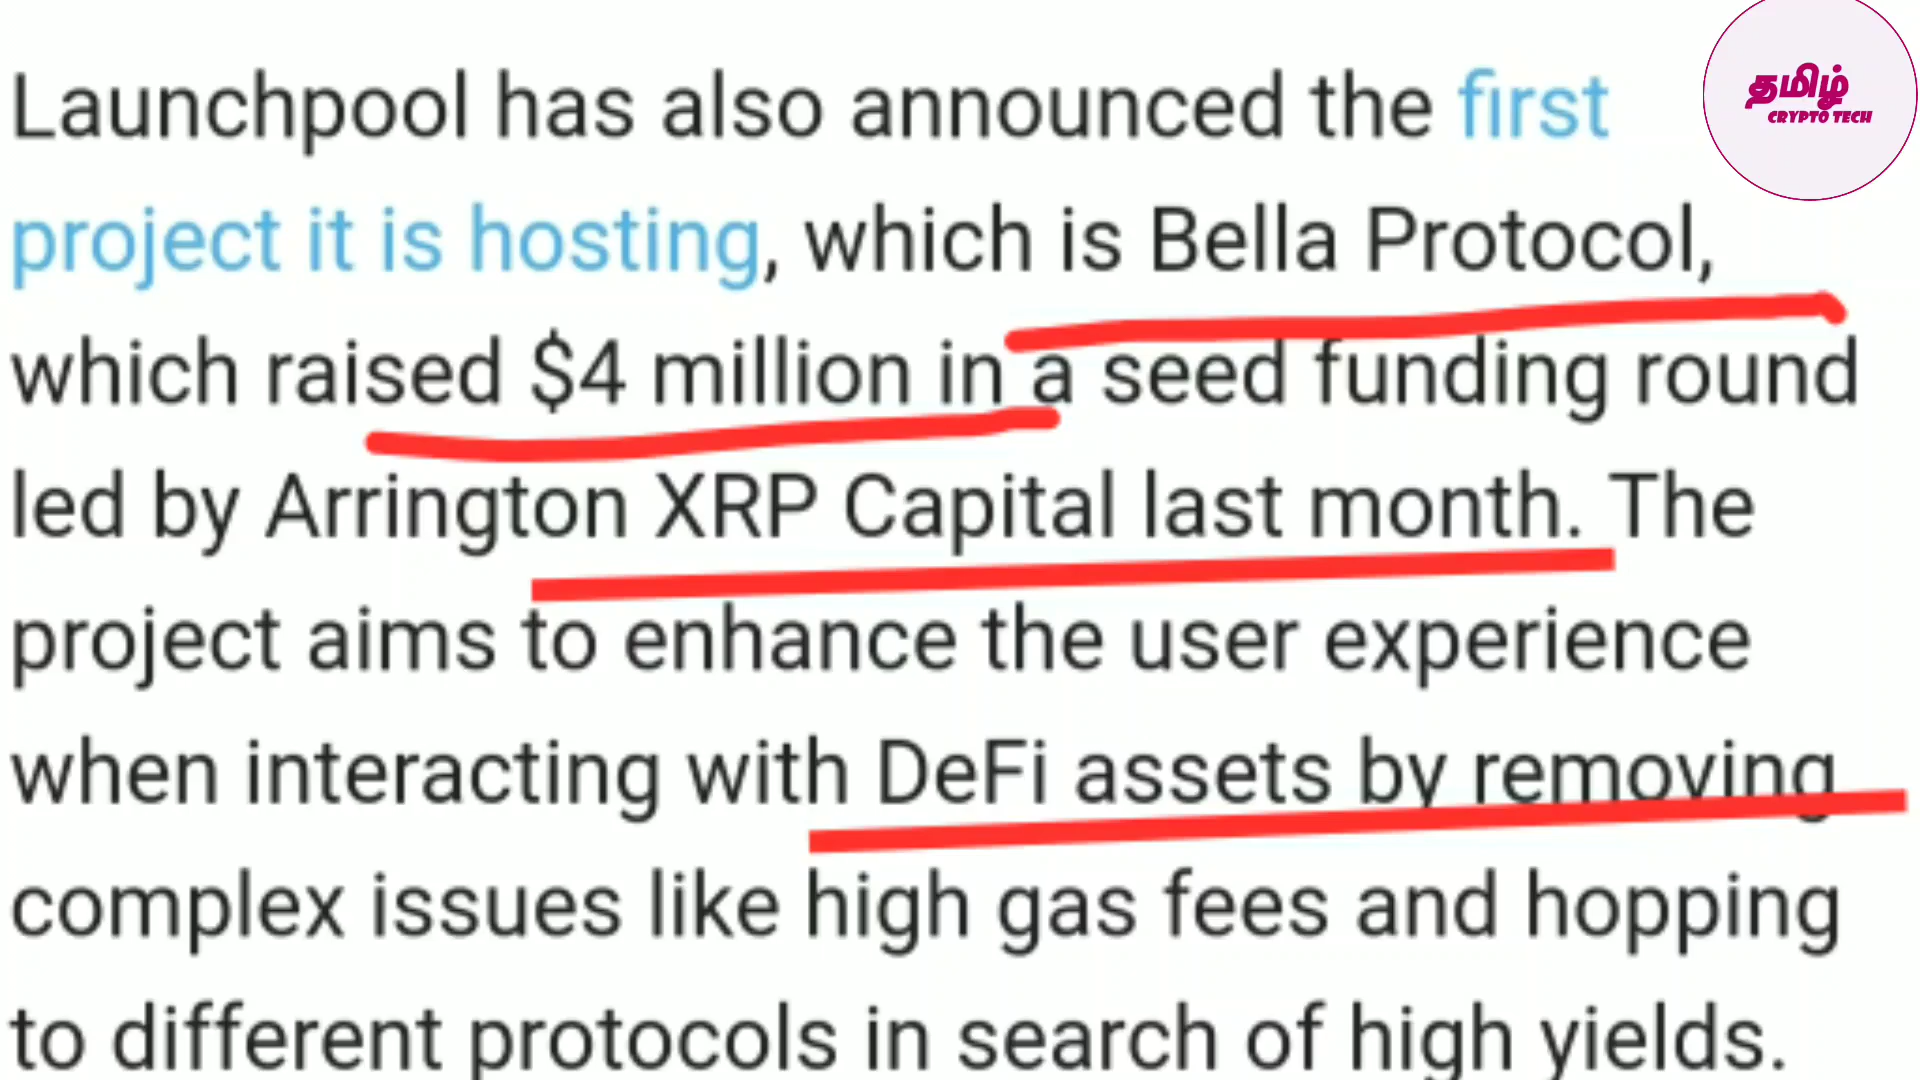 Launchpool has also announced the first
project it is hosting, which is Bella Protocol,
which raised $4 million in a seed funding round
led by Arrington XRP Capital last month. The
project aims to enhance the user experience
when interacting with DeFi assets by removing
complex issues like high gas fees and hopping
to different protocols in search of high yields.
தமிழ்
CRYPTO TECH